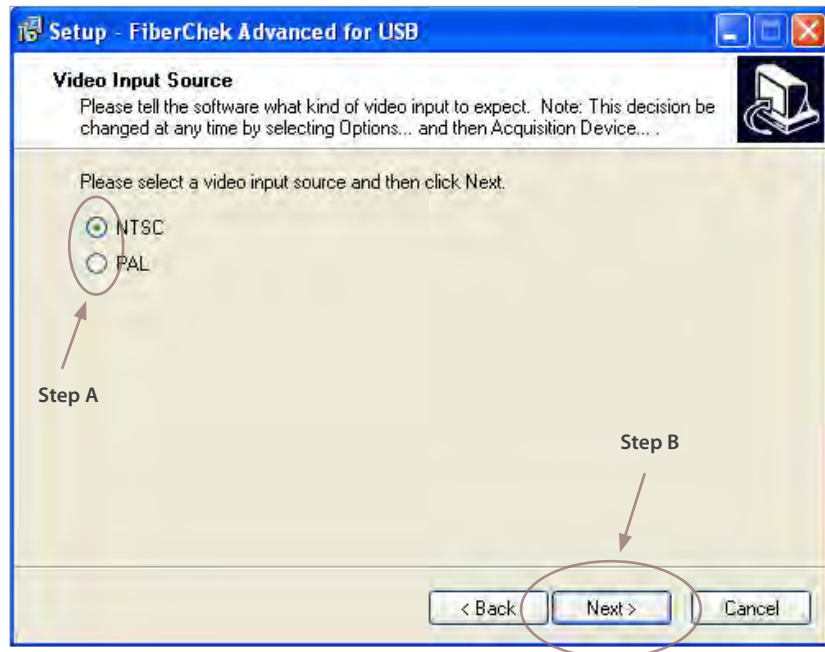 Setup - FiberChek Advanced for USB
Video Input Source
Please tell the software what kind of video input to expect. Note: This decision be
changed at any time by selecting Options... and then Acquisition Device... .
Please select a video input source and then click Next.
NTSC
PAL
Step A
Step B
< Back
Next >
Cancel